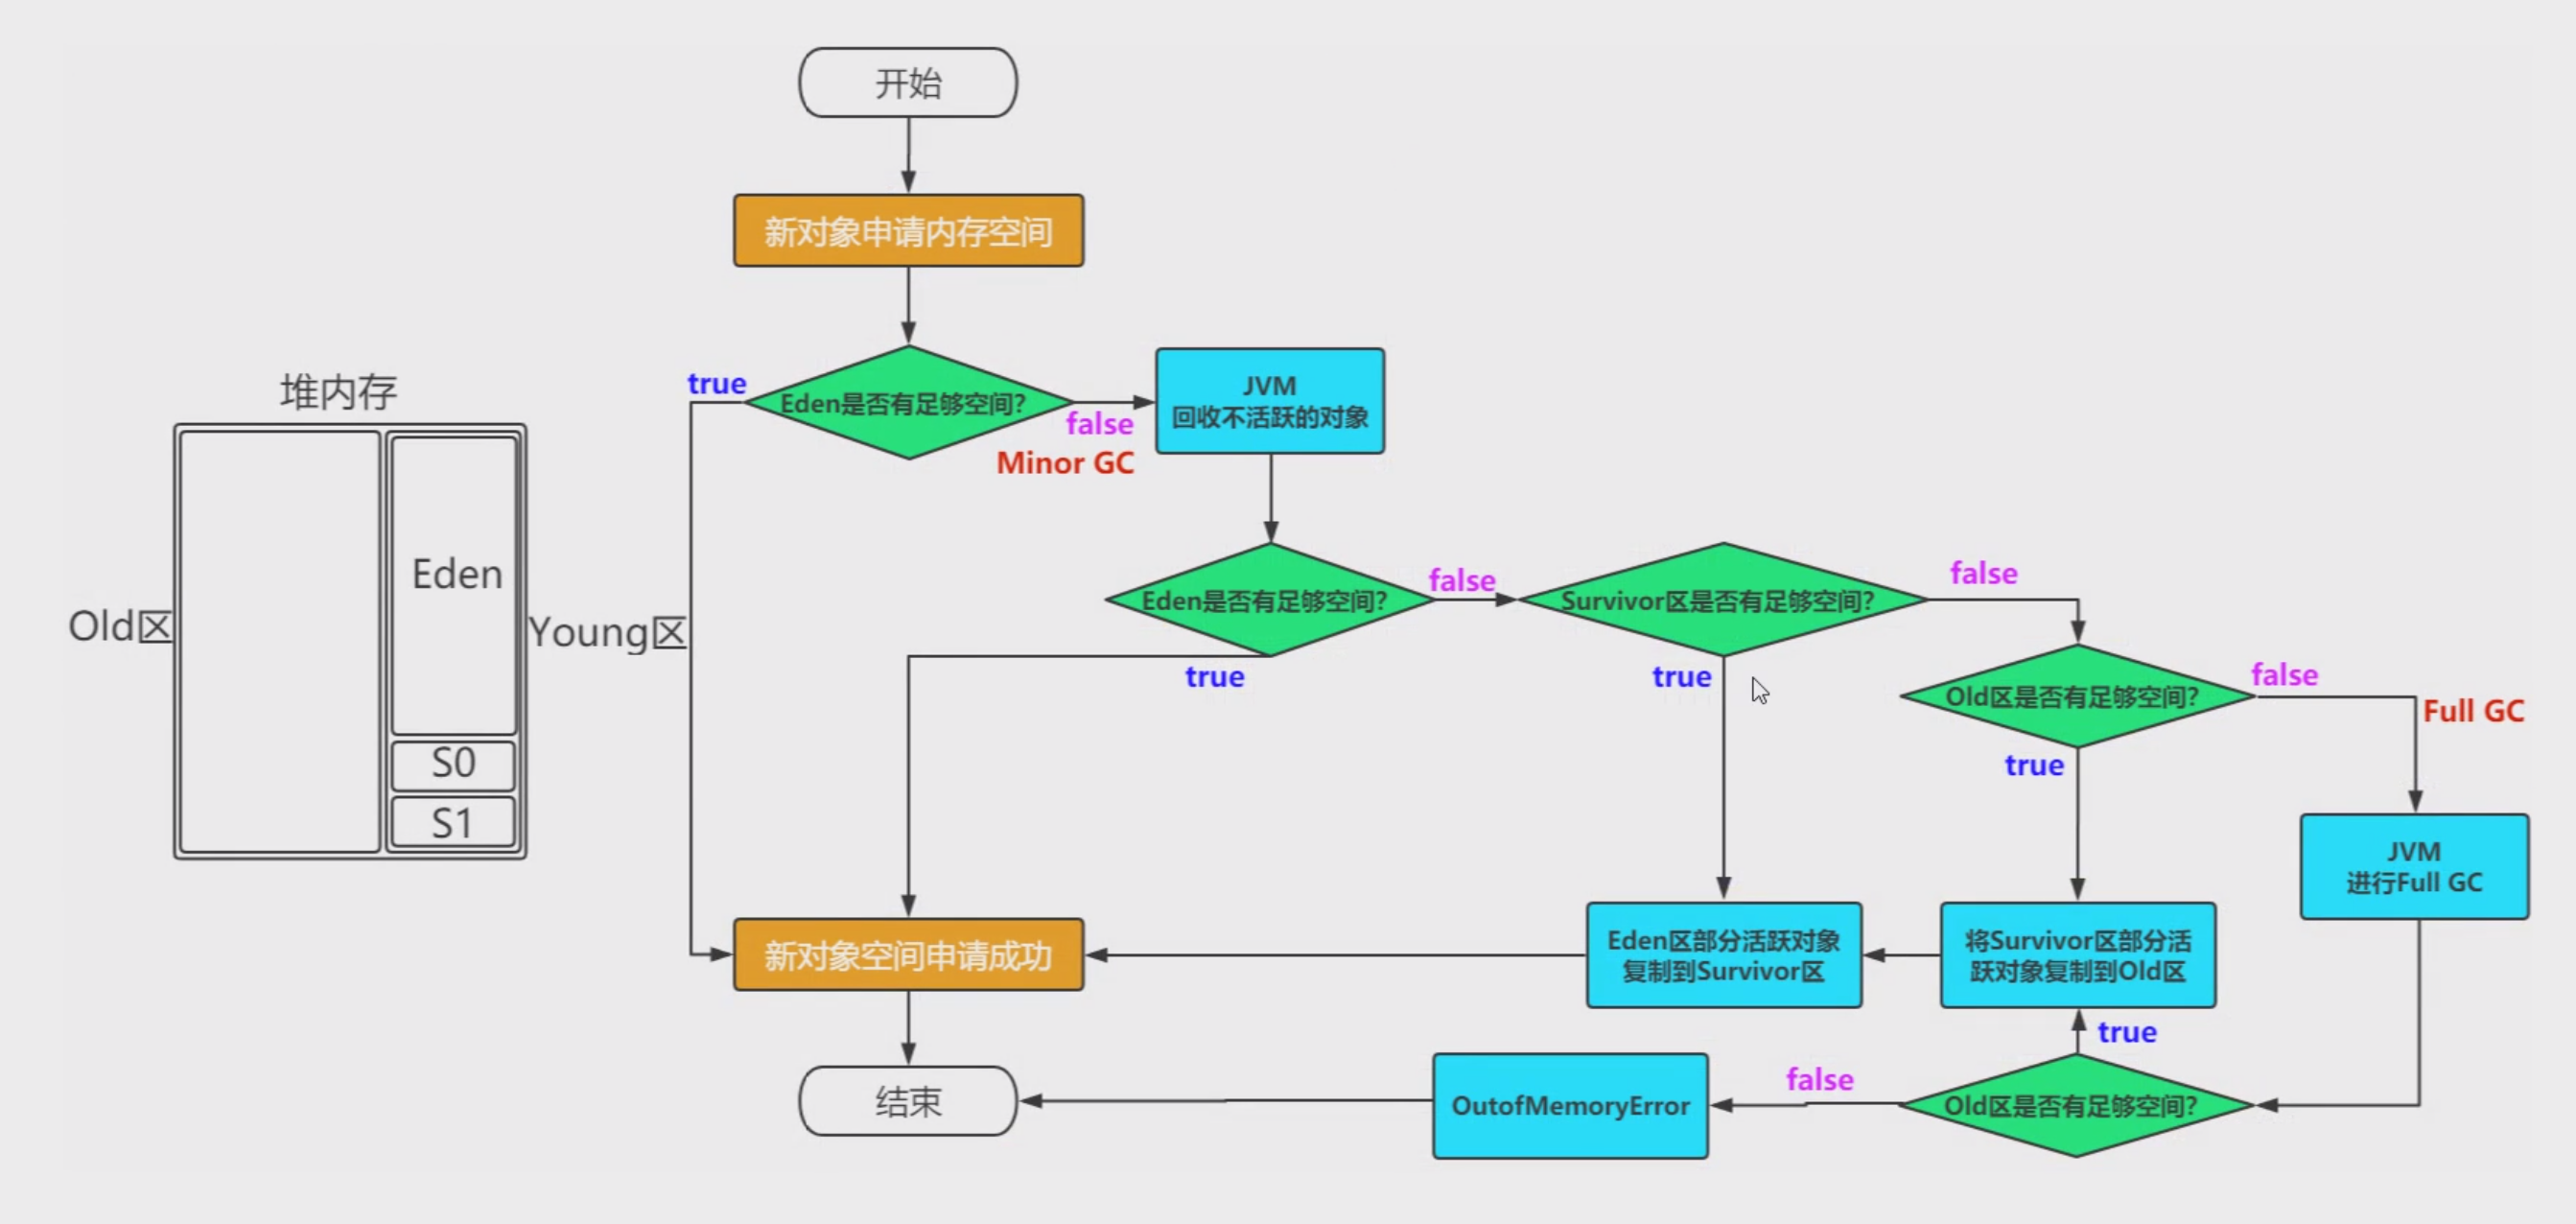 开始
新对象申请内存空间
true
Eden是否有足够空间?
false
Minor GC
JVM
回收不活跃的对象
堆内存
Old区
Eden
S0
S1
Young区
Eden是否有足够空间?
true
false
Survivor区是否有足够空间?
true
false
Old区是否有足够空间?
true
false
Full GC
JVM
进行Full GC
新对象空间申请成功
Eden区部分活跃对象
复制到Survivor区
将Survivor区部分活
跃对象复制到Old区
true
结束
OutofMemoryError
false
Old区是否有足够空间?